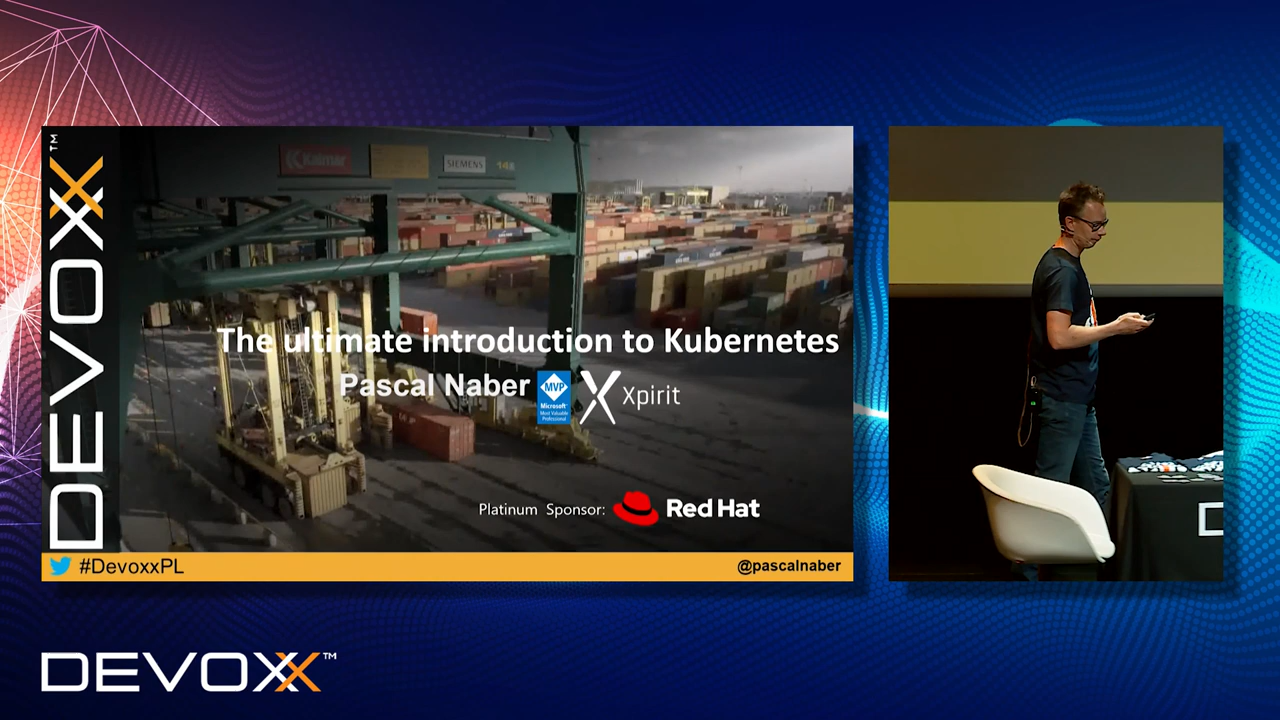 DEVOXX™
Kalmar
SIEMENS
The ultimate introduction to Kubernetes
Pascal Naber
MVP
Microsoft®
Most Valuable
Professional
Xpirit
Platinum Sponsor:
Red Hat
#DevoxxPL
@pascalnaber
DEVOXX™